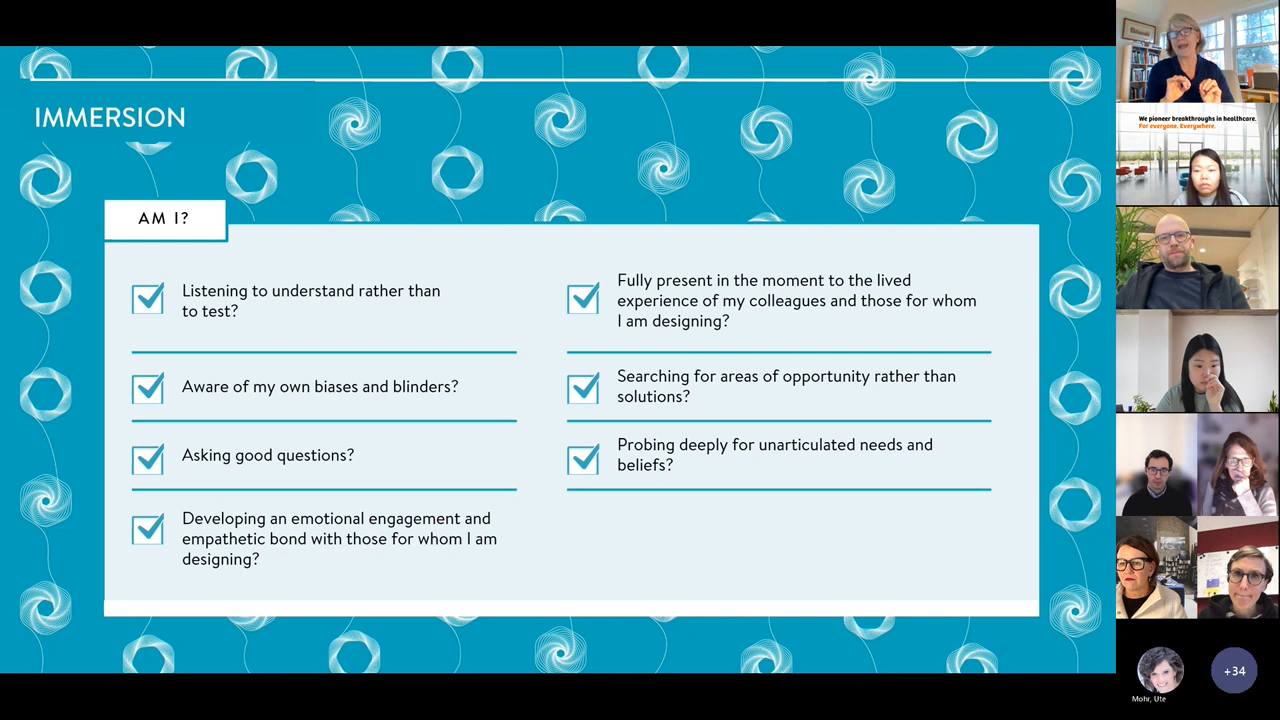 IMMERSION
AM I?
Listening to understand rather than
to test?
Aware of my own biases and blinders?
Asking good questions?
Developing an emotional engagement and
empathetic bond with those for whom I am
designing?
Fully present in the moment to the lived
experience of my colleagues and those for whom
I am designing?
Searching for areas of opportunity rather than
solutions?
Probing deeply for unarticulated needs and
beliefs?
We pioneer breakthroughs in healthcare.
For everyone. Everywhere.
Mohr, Ute
+34